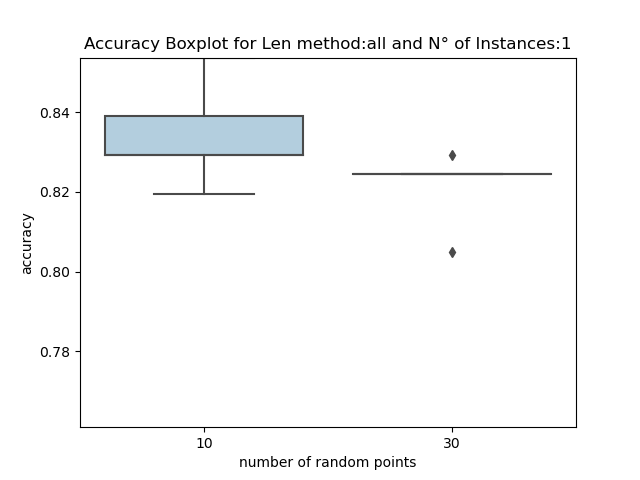 Accuracy Boxplot for Len method:all and N° of Instances:1
0.84
0.82
0.80
0.78
accuracy
10 30
number of random points